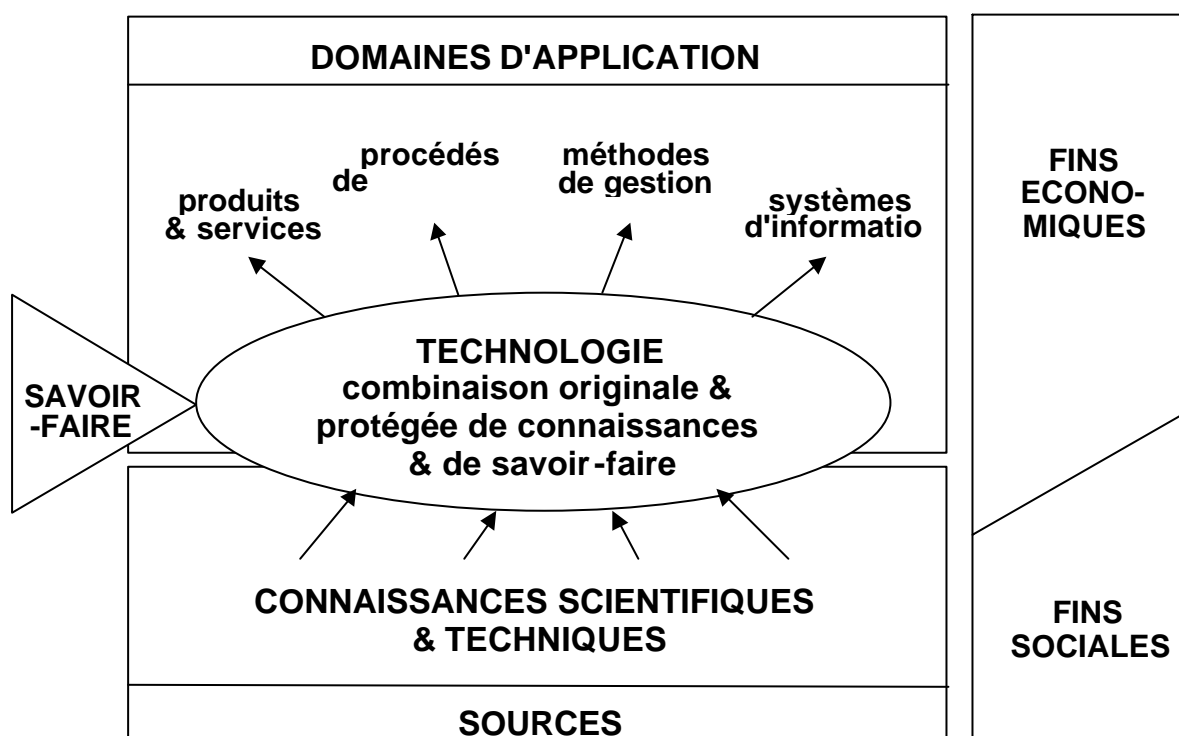 DOMAINES D'APPLICATION
procédés
de
méthodes
de gestion
produits
& services
systèmes
d'informatio
FINS
ECONO-
MIQUES
TECHNOLOGIE
combinaison originale &
protégée de connaissances
& de savoir-faire
SAVOIR
-FAIRE
CONNAISSANCES SCIENTIFIQUES
& TECHNIQUES
FINS
SOCIALES
SOURCES